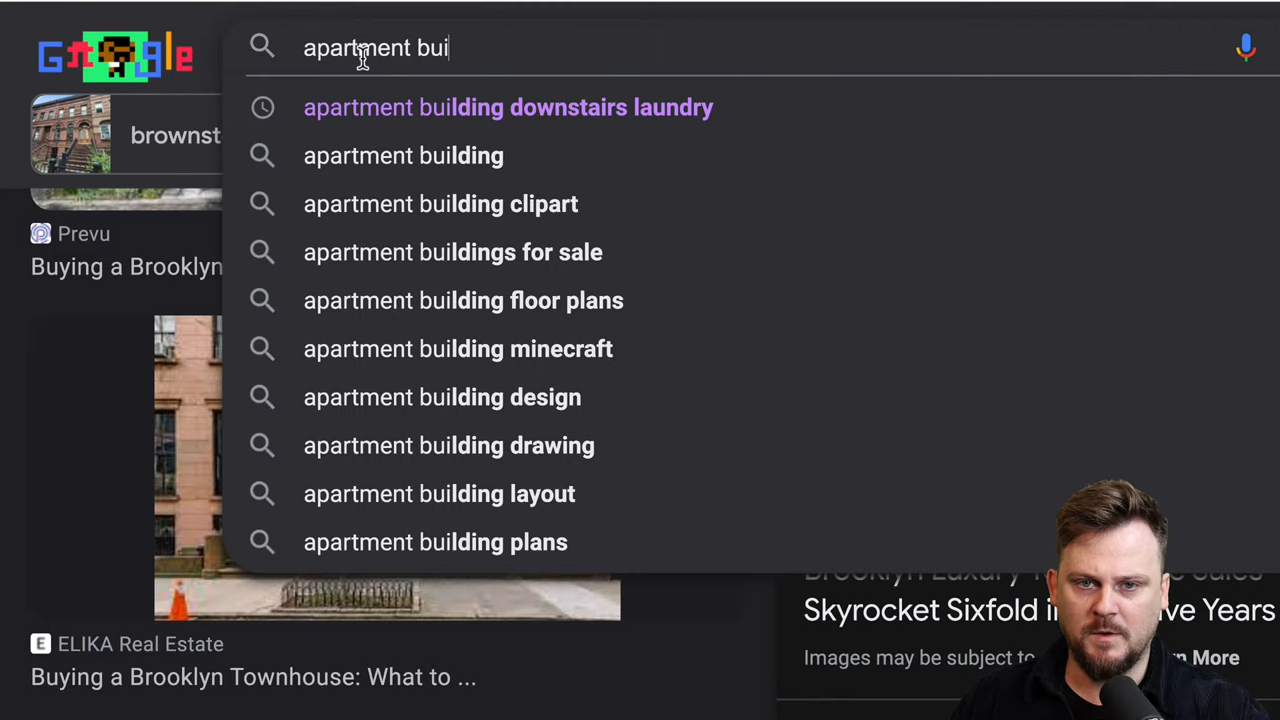 Google
apartment bui
brownst
apartment building downstairs laundry
apartment building
apartment building clipart
apartment buildings for sale
apartment building floor plans
apartment building minecraft
apartment building design
apartment building drawing
apartment building layout
apartment building plans
Prevu
Buying a Brooklyn
E ELIKA Real Estate
Buying a Brooklyn Townhouse: What to ...
Brooklyn Luxury
Skyrocket Sixfold in ve Years
Images may be subject to
n More